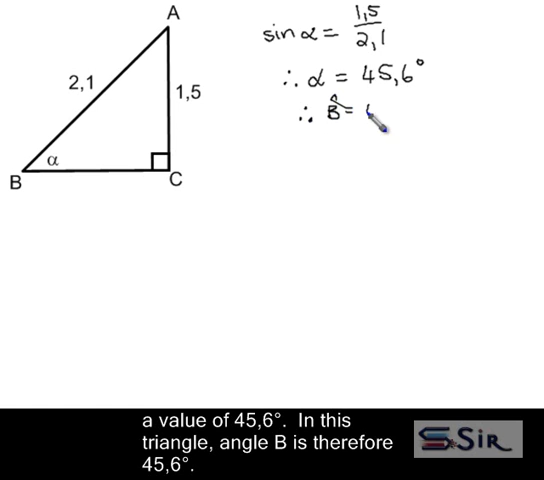 A
2,1
1,5
α
B
C
sin α = 1,5/2,1
∴ α = 45,6°
∴ B̂ =
a value of 45,6°. In this
triangle, angle B is therefore
45,6°.
Sir